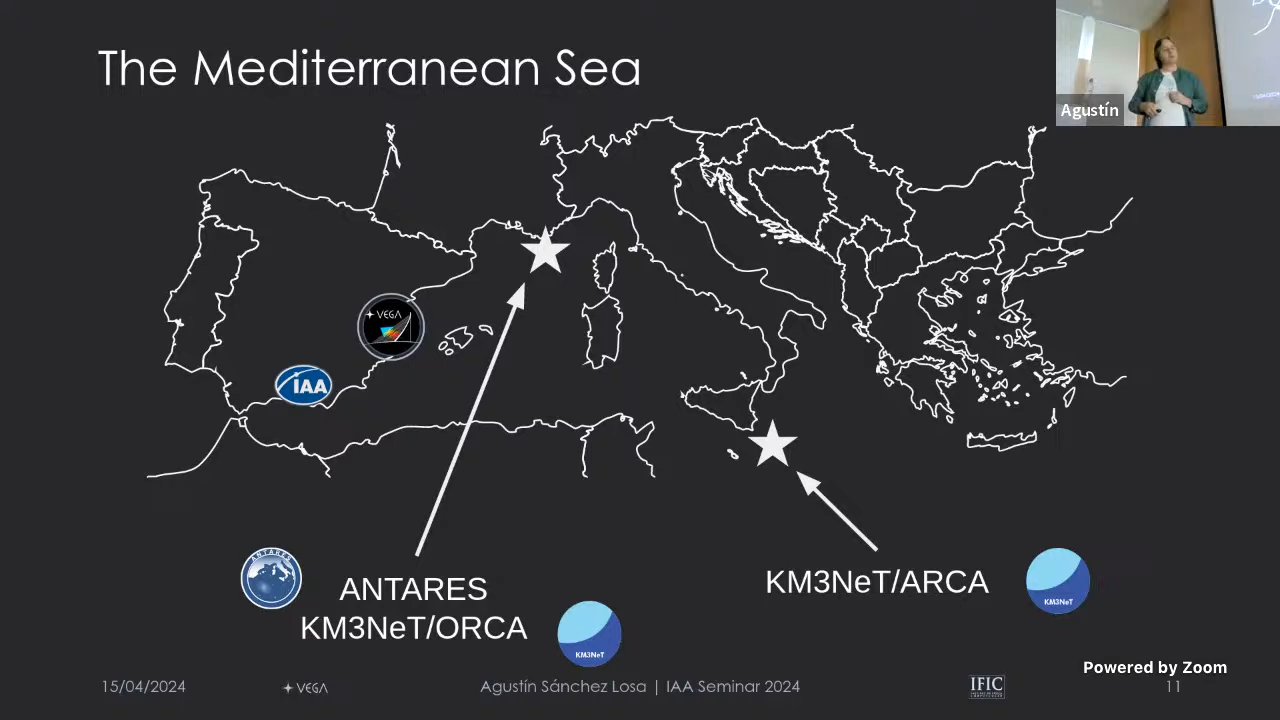 The Mediterranean Sea
Agustín
VEGA
IAA
ANTARES
ANTARES
KM3NeT/ORCA
KM3NeT
KM3NeT/ARCA
KM3NeT
Powered by Zoom
15/04/2024
VEGA
Agustín Sánchez Losa | IAA Seminar 2024
IFIC
11